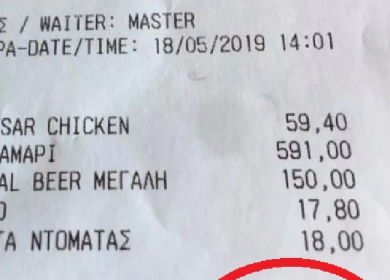 Σ / WAITER: MASTER
PA-DATE/TIME: 18/05/2019 14:01
SAR CHICKEN 59,40
ΑΜΑΡΙ 591,00
AL BEER ΜΕΓΑΛΗ 150,00
Ο 17,80
ΤΑ ΝΤΟΜΑΤΑΣ 18,00